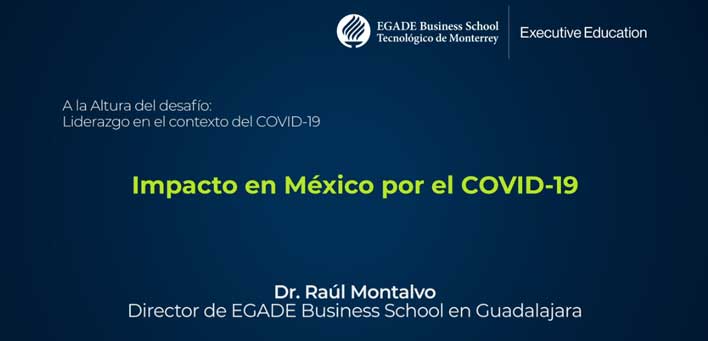 EGADE Business School
Tecnológico de Monterrey
Executive Education
A la Altura del desafío:
Liderazgo en el contexto del COVID-19
Impacto en México por el COVID-19
Dr. Raúl Montalvo
Director de EGADE Business School en Guadalajara